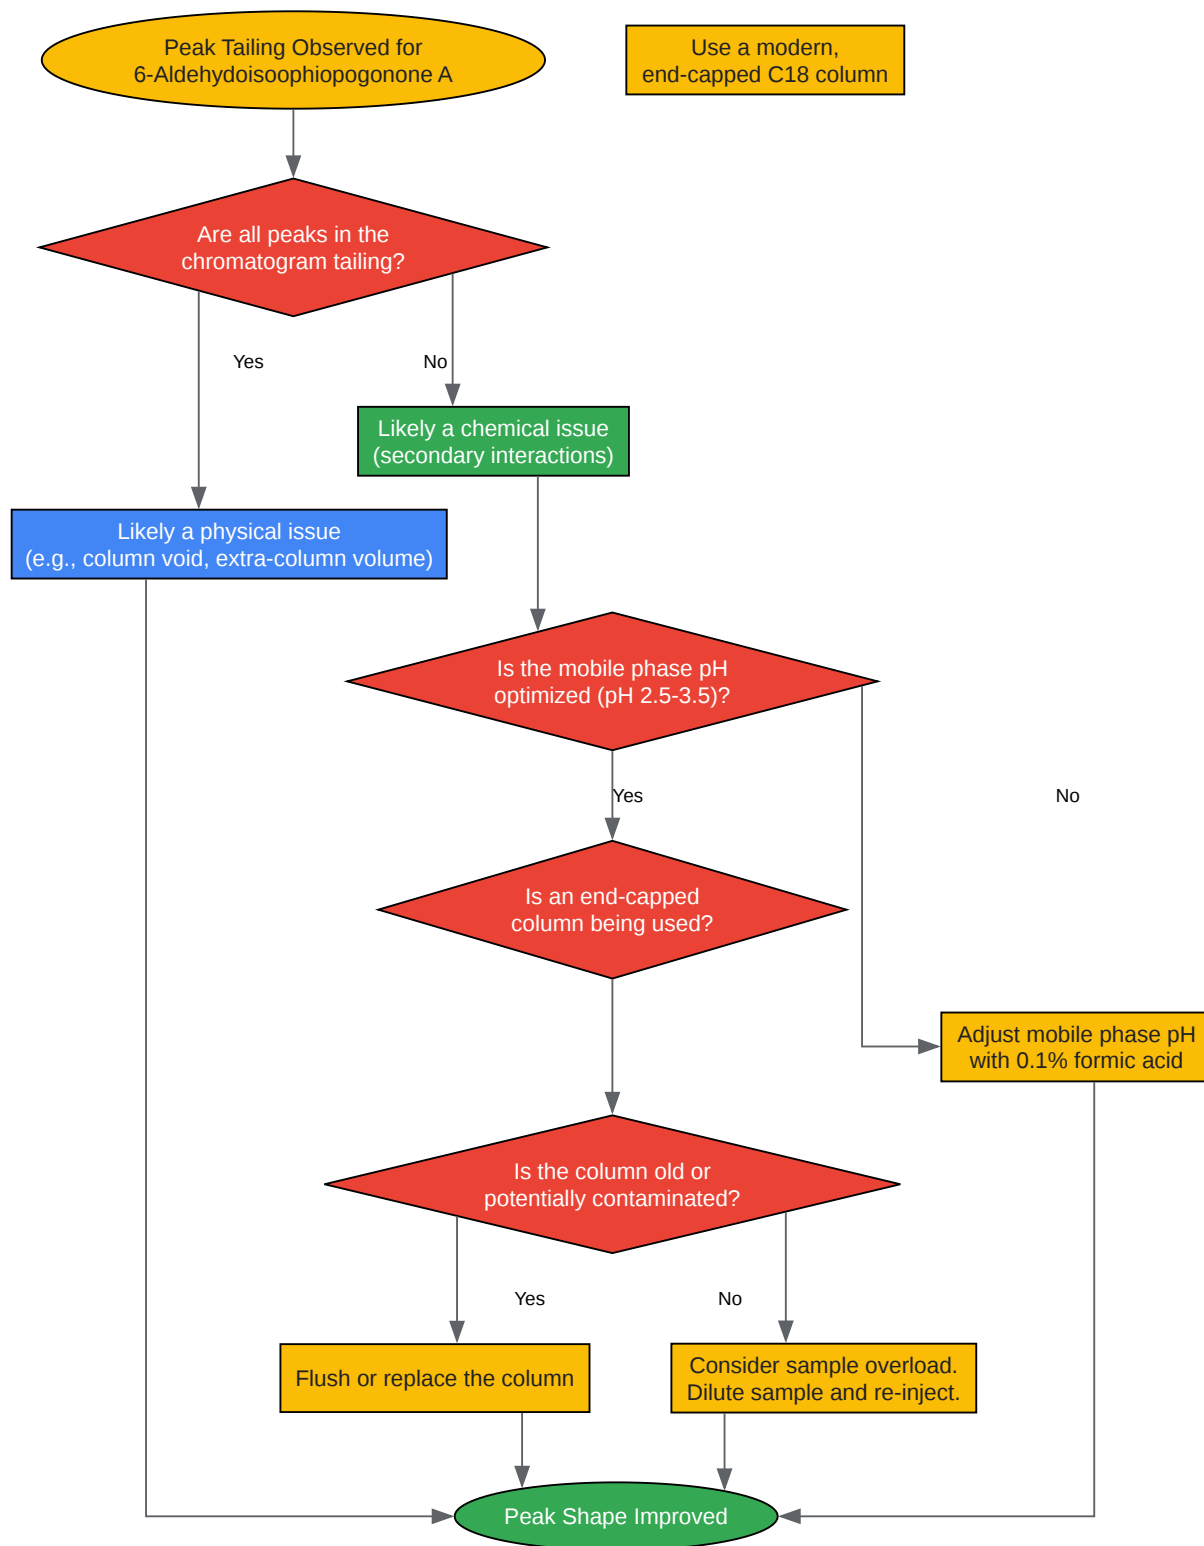 Peak Tailing Observed for
6-Aldehydoisoophiopogonone A
Use a modern,
end-capped C18 column
Are all peaks in the
chromatogram tailing?
Yes
No
Likely a chemical issue
(secondary interactions)
Likely a physical issue
(e.g., column void, extra-column volume)
Is the mobile phase pH
optimized (pH 2.5-3.5)?
Yes
No
Is an end-capped
column being used?
Adjust mobile phase pH
with 0.1% formic acid
Is the column old or
potentially contaminated?
Yes
No
Flush or replace the column
Consider sample overload.
Dilute sample and re-inject.
Peak Shape Improved